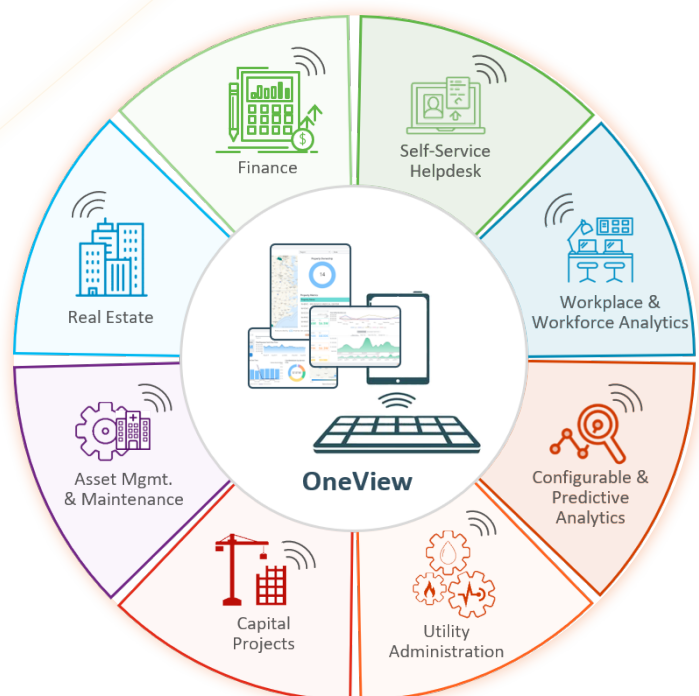 Finance
Self-Service
Helpdesk
Real Estate
Workplace &
Workforce Analytics
14
OneView
Asset Mgmt.
& Maintenance
Configurable &
Predictive
Analytics
Capital
Projects
Utility
Administration
$